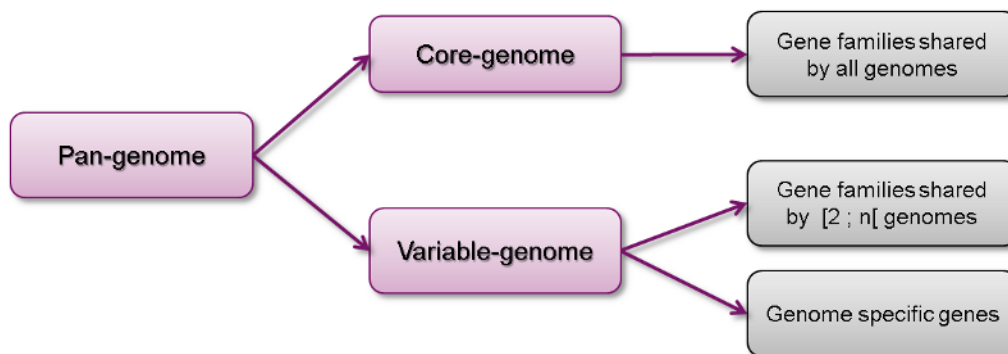 Pan-genome
Core-genome
Gene families shared
by all genomes
Variable-genome
Gene families shared
by [2 ; n[ genomes
Genome specific genes